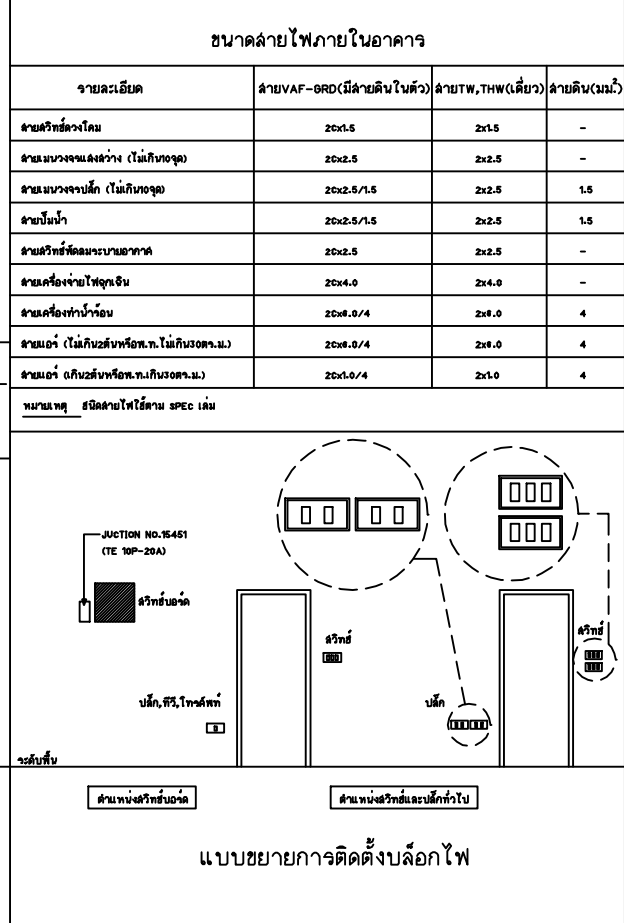 ขนาดสายไฟภายในอาคาร
รายละเอียด สายVAF-GRD(มีสายดินในตัว) สายTW,THW(เดี่ยว) สายดิน(มม.²)
สายสวิทช์ดวงโคม 2Cx1.5 2x1.5 -
สายเมนวงจรแสงสว่าง (ไม่เกิน10จุด) 2Cx2.5 2x2.5 -
สายเมนวงจรปลั๊ก (ไม่เกิน10จุด) 2Cx2.5/1.5 2x2.5 1.5
สายปั๊มน้ำ 2Cx2.5/1.5 2x2.5 1.5
สายสวิทช์พัดลมระบายอากาศ 2Cx2.5 2x2.5 -
สายเครื่องจ่ายไฟฉุกเฉิน 2Cx4.0 2x4.0 -
สายเครื่องทำน้ำร้อน 2Cx6.0/4 2x6.0 4
สายแอร์ (ไม่เกิน2ตันหรือพ.ท.ไม่เกิน30ตร.ม.) 2Cx6.0/4 2x6.0 4
สายแอร์ (เกิน2ตันหรือพ.ท.เกิน30ตร.ม.) 2Cx1.0/4 2x1.0 4
หมายเหตุ ชนิดสายไฟใช้ตาม SPEC เล่ม
JUCTION NO.15451
(TE 10P-20A)
สวิทช์บอร์ด
สวิทช์
สวิทช์
ปลั๊ก,ทีวี,โทรศัพท์
ปลั๊ก
ระดับพื้น
ตำแหน่งสวิทช์บอร์ด
ตำแหน่งสวิทช์และปลั๊กทั่วไป
แบบขยายการติดตั้งบล็อกไฟ